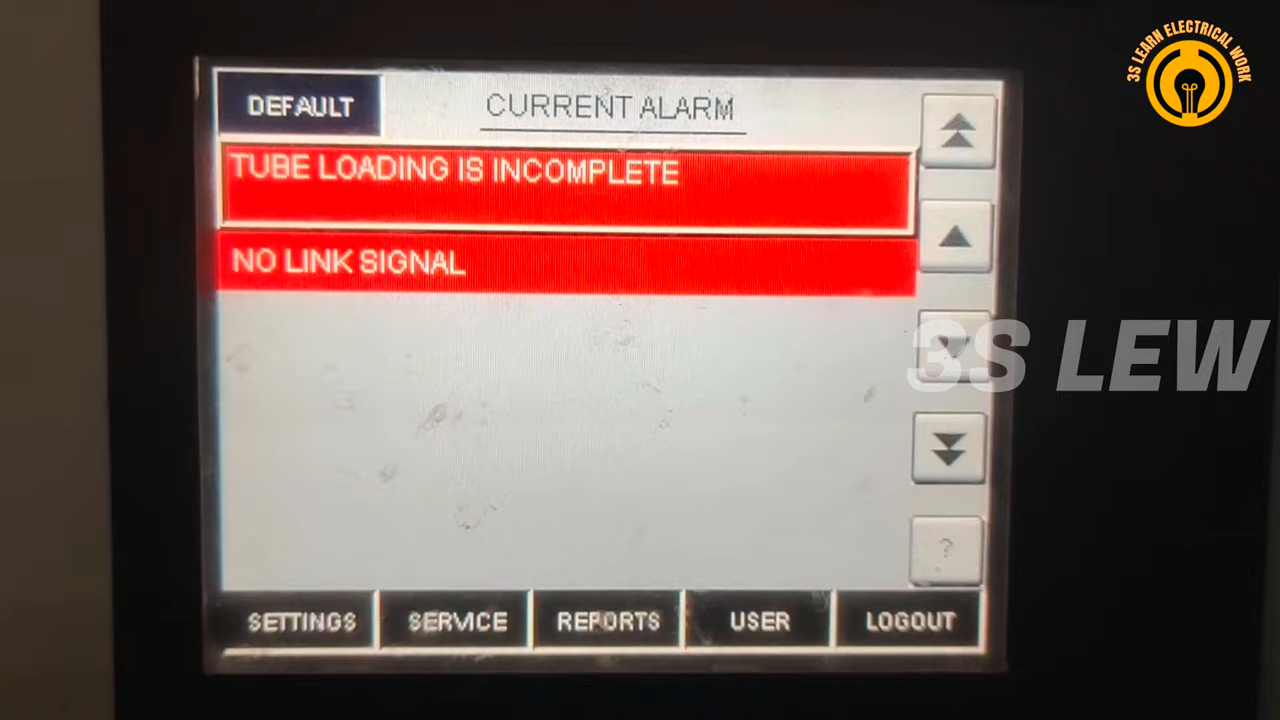 3S LEARN ELECTRICAL WORK
DEFAULT
CURRENT ALARM
TUBE LOADING IS INCOMPLETE
NO LINK SIGNAL
3S LEW
?
SETTINGS
SERVICE
REPORTS
USER
LOGOUT